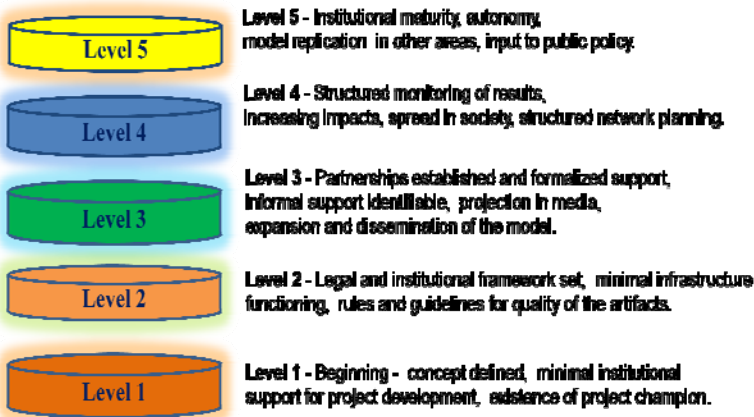 Level 5
Level 5 - Institutional maturity, autonomy,
model replication in other areas, input to public policy.
Level 4
Level 4 - Structured monitoring of results,
increasing impacts, spread in society, structured network planning.
Level 3
Level 3 - Partnerships established and formalized support,
informal support identifiable, projection in media,
expansion and dissemination of the model.
Level 2
Level 2 - Legal and institutional framework set, minimal infrastructure
functioning, rules and guidelines for quality of the artifacts.
Level 1
Level 1 - Beginning - concept defined, minimal institutional
support for project development, existence of project champion.